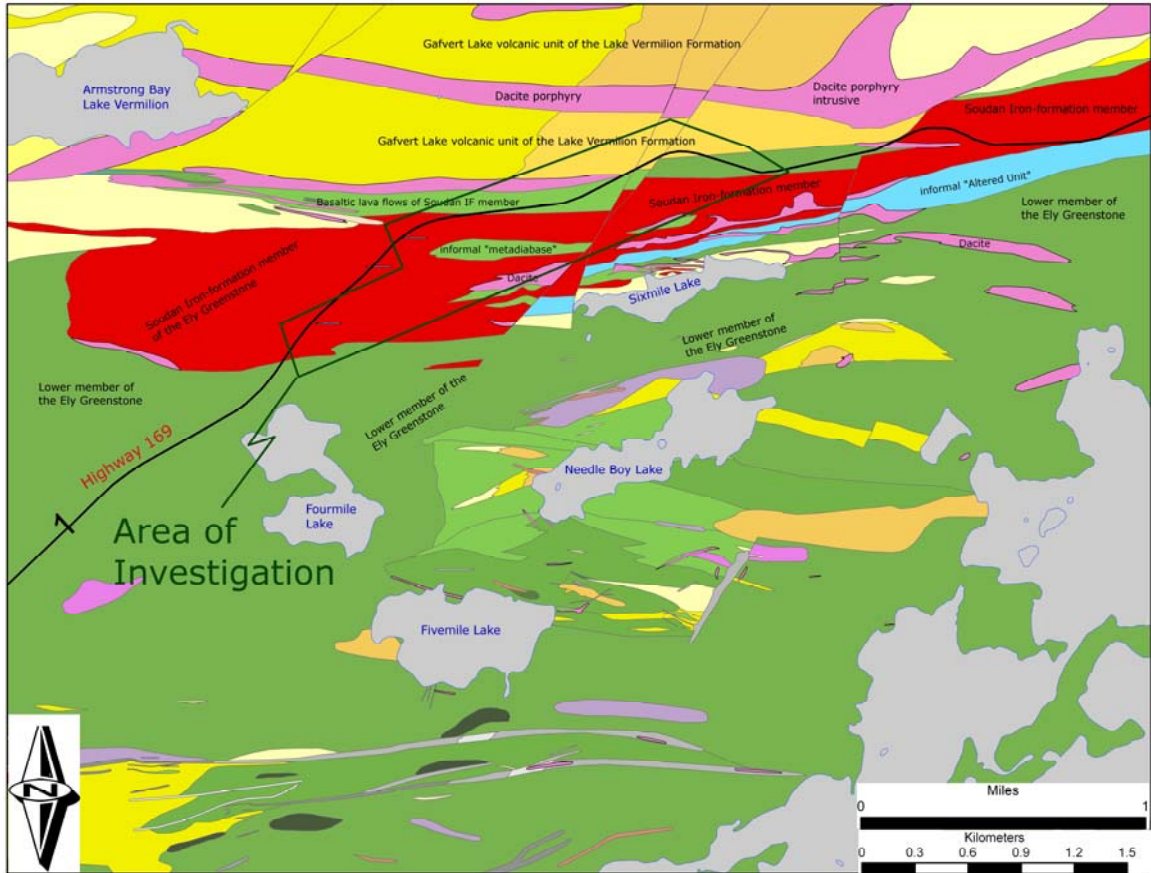 Gafvert Lake volcanic unit of the Lake Vermilion Formation
Armstrong Bay
Lake Vermilion
Dacite porphyry
Dacite porphyry
intrusive
Soudan Iron-formation member
Gafvert Lake volcanic unit of the Lake Vermilion Formation
Basaltic lava flows of Soudan IF member
Soudan Iron-formation member
informal "Altered Unit"
Lower member
of the Ely Greenstone
informal "metadiabase"
Dacite
Dacite
Soudan Iron-formation member
of the Ely Greenstone
Sixmile Lake
Lower member of
the Ely Greenstone
Lower member of
the Ely Greenstone
Lower member of the
Ely Greenstone
Highway 169
Needle Boy Lake
Fourmile
Lake
Area of
Investigation
Fivemile Lake
N
Miles
0 1
Kilometers
0 0.3 0.6 0.9 1.2 1.5